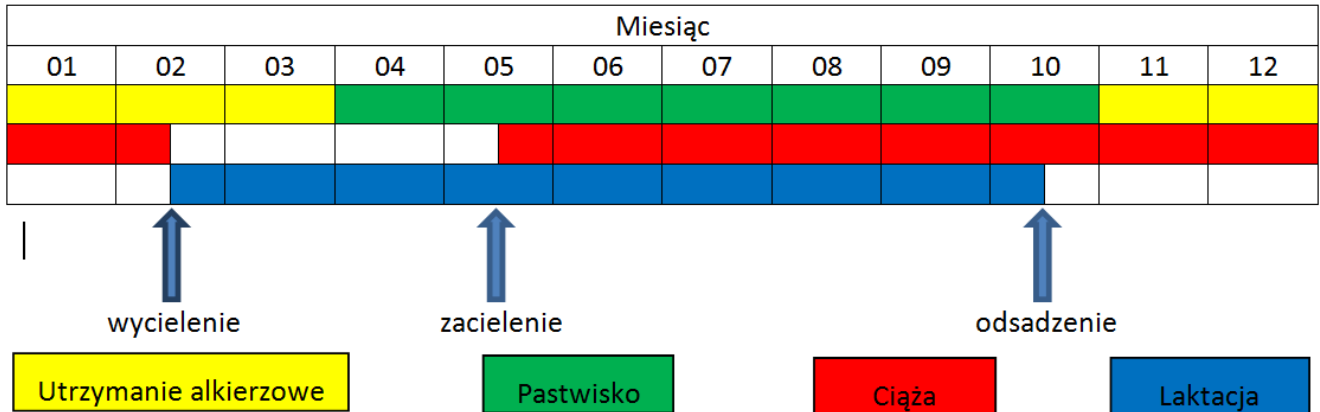 Miesiąc
01 02 03 04 05 06 07 08 09 10 11 12
wycielenie zacielenie odsadzenie
Utrzymanie alkierzowe Pastwisko Ciąża Laktacja